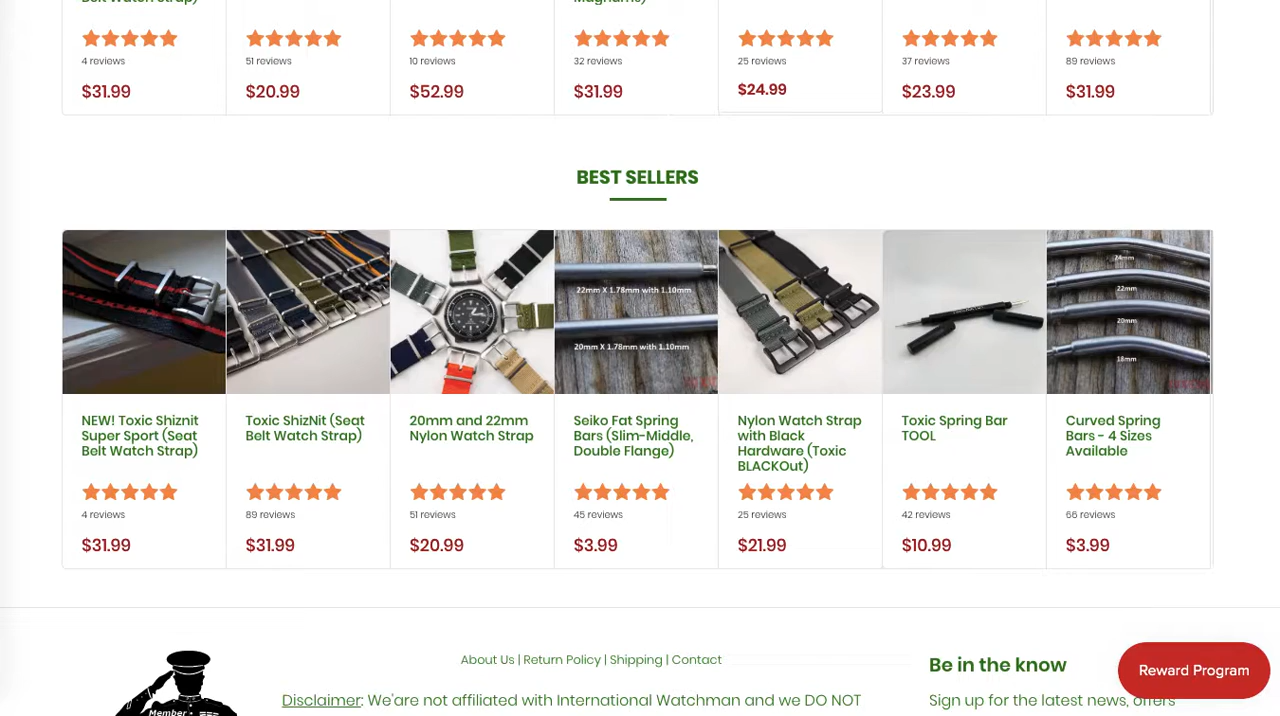 4 reviews
$31.99
51 reviews
$20.99
10 reviews
$52.99
32 reviews
$31.99
25 reviews
$24.99
37 reviews
$23.99
89 reviews
$31.99
BEST SELLERS
22mm X 1.78mm with 1.10mm
20mm X 1.78mm with 1.10mm
24mm
22mm
20mm
18mm
NEW! Toxic Shiznit
Super Sport (Seat
Belt Watch Strap)
4 reviews
$31.99
Toxic ShizNit (Seat
Belt Watch Strap)
89 reviews
$31.99
20mm and 22mm
Nylon Watch Strap
51 reviews
$20.99
Seiko Fat Spring
Bars (Slim-Middle,
Double Flange)
45 reviews
$3.99
Nylon Watch Strap
with Black
Hardware (Toxic
BLACKOut)
25 reviews
$21.99
Toxic Spring Bar
TOOL
42 reviews
$10.99
Curved Spring
Bars - 4 Sizes
Available
66 reviews
$3.99
Member
About Us | Return Policy | Shipping | Contact
Disclaimer: We'are not affiliated with International Watchman and we DO NOT
Be in the know
Sign up for the latest news, offers
Reward Program